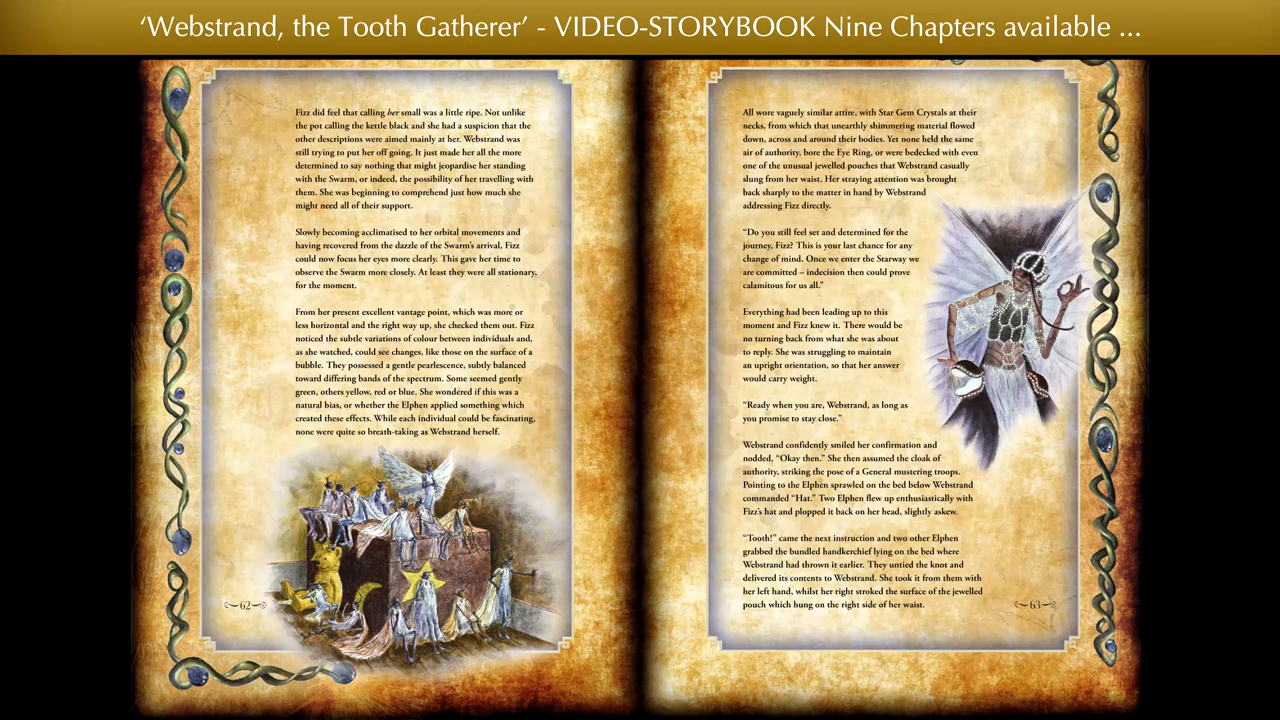 ‘Webstrand, the Tooth Gatherer’ - VIDEO-STORYBOOK Nine Chapters available ...
Fizz did feel that calling her small was a little ripe. Not unlike
the pot calling the kettle black and she had a suspicion that the
other descriptions were aimed mainly at her. Webstrand was
still trying to put her off going. It just made her all the more
determined to say nothing that might jeopardise her standing
with the Swarm, or indeed, the possibility of her travelling with
them. She was beginning to comprehend just how much she
might need all of their support.
Slowly becoming acclimatised to her orbital movements and
having recovered from the dazzle of the Swarm's arrival, Fizz
could now focus her eyes more clearly. This gave her time to
observe the Swarm more closely. At least they were all stationary,
for the moment.
From her present excellent vantage point, which was more or
less horizontal and the right way up, she checked them out. Fizz
noticed the subtle variations of colour between individuals and,
as she watched, could see changes, like those on the surface of a
bubble. They possessed a gentle pearlescence, subtly balanced
toward differing bands of the spectrum. Some seemed gently
green, others yellow, red or blue. She wondered if this was a
natural bias, or whether the Elphen applied something which
created these effects. While each individual could be fascinating,
none were quite so breath-taking as Webstrand herself.
62
All wore vaguely similar attire, with Star Gem Crystals at their
necks, from which that unearthly shimmering material flowed
down, across and around their bodies. Yet none held the same
air of authority, bore the Eye Ring, or were bedecked with even
one of the unusual jewelled pouches that Webstrand casually
slung from her waist. Her straying attention was brought
back sharply to the matter in hand by Webstrand
addressing Fizz directly.
“Do you still feel set and determined for the
journey, Fizz? This is your last chance for any
change of mind. Once we enter the Starway we
are committed – indecision then could prove
calamitous for us all.”
Everything had been leading up to this
moment and Fizz knew it. There would be
no turning back from what she was about
to reply. She was struggling to maintain
an upright orientation, so that her answer
would carry weight.
“Ready when you are, Webstrand, as long as
you promise to stay close.”
Webstrand confidently smiled her confirmation and
nodded, “Okay then.” She then assumed the cloak of
authority, striking the pose of a General mustering troops.
Pointing to the Elphen sprawled on the bed below Webstrand
commanded “Hat.” Two Elphen flew up enthusiastically with
Fizz's hat and plopped it back on her head, slightly askew.
“Tooth!” came the next instruction and two other Elphen
grabbed the bundled handkerchief lying on the bed where
Webstrand had thrown it earlier. They untied the knot and
delivered its contents to Webstrand. She took it from them with
her left hand, whilst her right stroked the surface of the jewelled
pouch which hung on the right side of her waist.
63